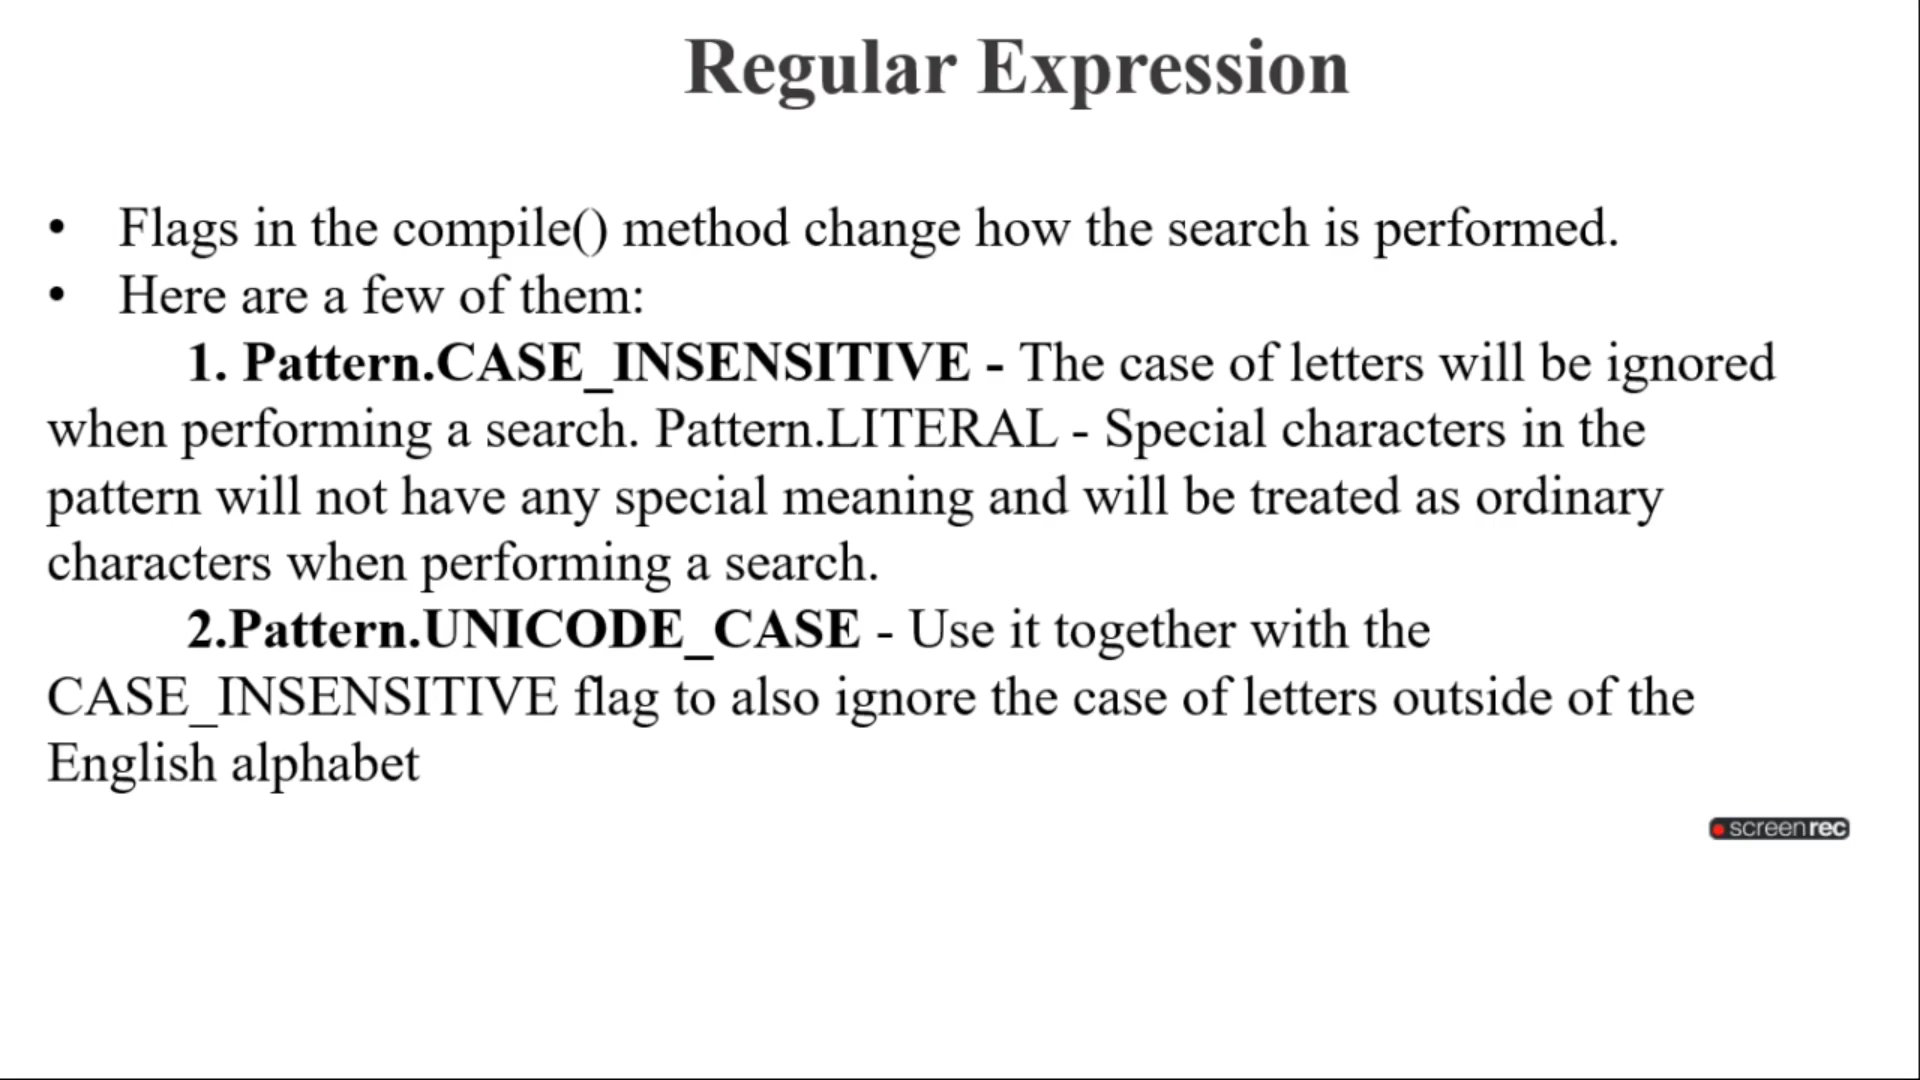 Regular Expression
• Flags in the compile() method change how the search is performed.
• Here are a few of them:
1. Pattern.CASE_INSENSITIVE - The case of letters will be ignored
when performing a search. Pattern.LITERAL - Special characters in the
pattern will not have any special meaning and will be treated as ordinary
characters when performing a search.
2.Pattern.UNICODE_CASE - Use it together with the
CASE_INSENSITIVE flag to also ignore the case of letters outside of the
English alphabet
screenrec